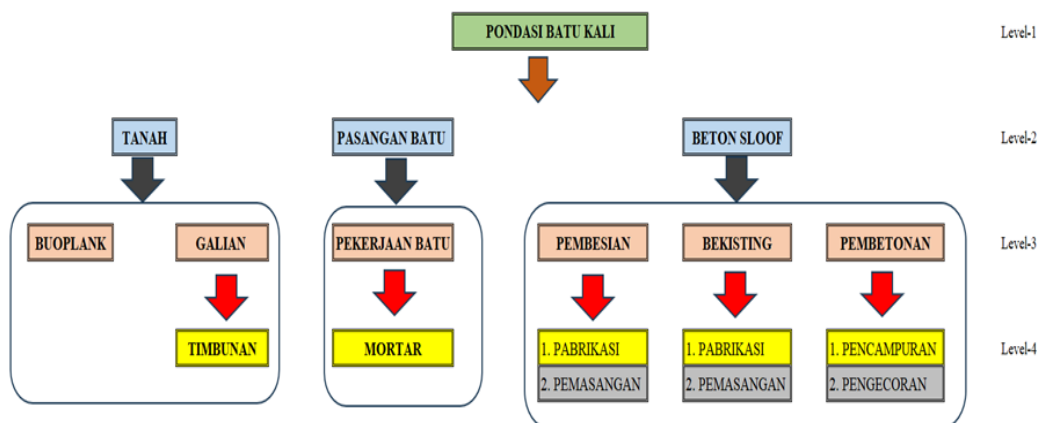 PONDASI BATU KALI
Level-1
TANAH
PASANGAN BATU
BETON SLOOF
Level-2
BUOPLANK
GALIAN
PEKERJAAN BATU
PEMBESIAN
BEKISTING
PEMBETONAN
Level-3
TIMBUNAN
MORTAR
1. PABRIKASI
1. PABRIKASI
1. PENCAMPURAN
Level-4
2. PEMASANGAN
2. PEMASANGAN
2. PENGECORAN